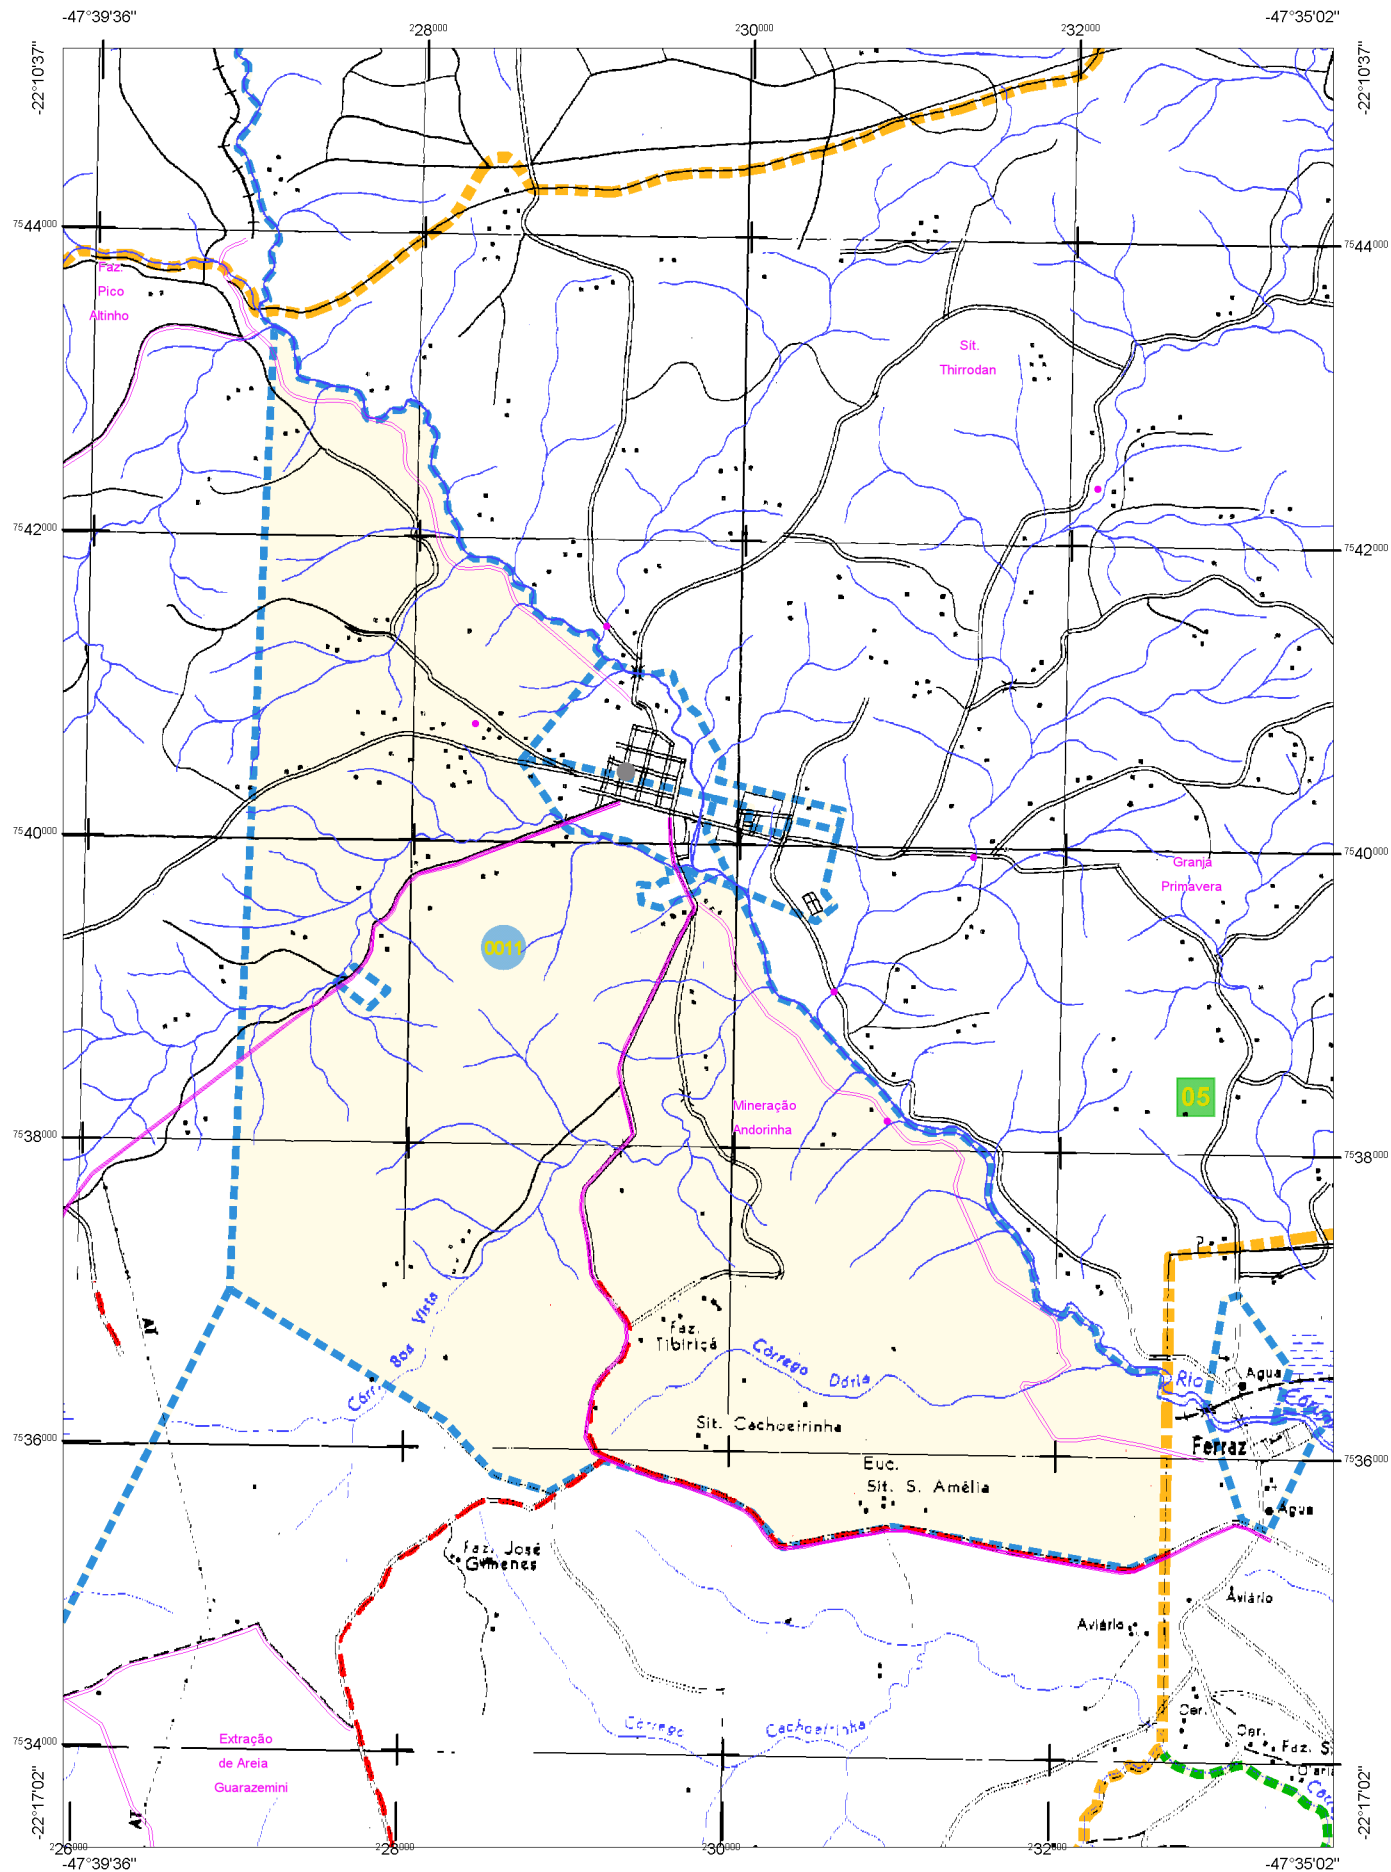 -47°39'36"
-47°35'02"
228000
230000
232000
-22°10'37"
-22°10'37"
7544000
7544000
Faz.
Pico
Altinho
Sit.
Thirrodan
7542000
7542000
7540000
7540000
Granja
Primavera
0011
05
Mineração
Andorinha
7538000
7538000
AT
Córr. Boa Vista
Faz.
Tibiriçá
Córrego Dória
Rio
Agua
Sit. Cachoeirinha
Ferraz
7536000
7536000
Euc.
Sit. S. Amélia
Agua
Faz. José
Gimenes
Aviário
Aviário
Córrego Cachoeirinha
Cer.
Cer.
Faz. S.
Extração
de Areia
Guarazemini
7534000
AT
-22°17'02"
-22°17'02"
226000
228000
230000
232000
-47°39'36"
-47°35'02"